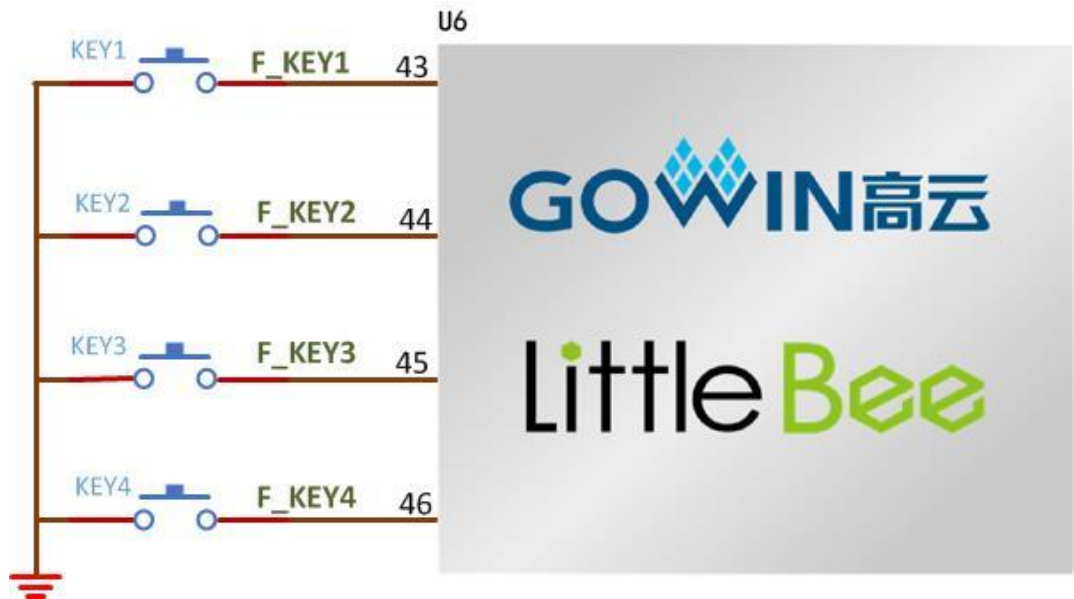 U6
KEY1 F_KEY1 43
KEY2 F_KEY2 44
GOWIN高云
KEY3 F_KEY3 45
LittleBee
KEY4 F_KEY4 46